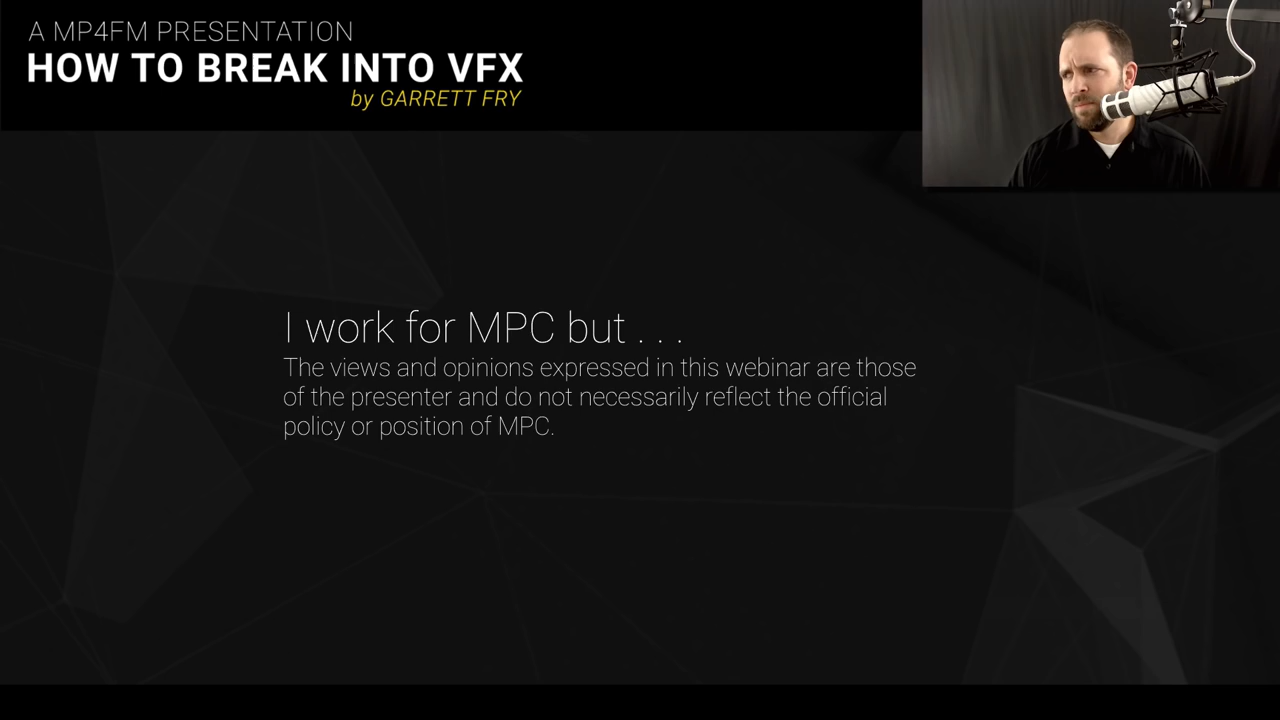 A MP4FM PRESENTATION
HOW TO BREAK INTO VFX
by GARRETT FRY
I work for MPC but . . .
The views and opinions expressed in this webinar are those
of the presenter and do not necessarily reflect the official
policy or position of MPC.